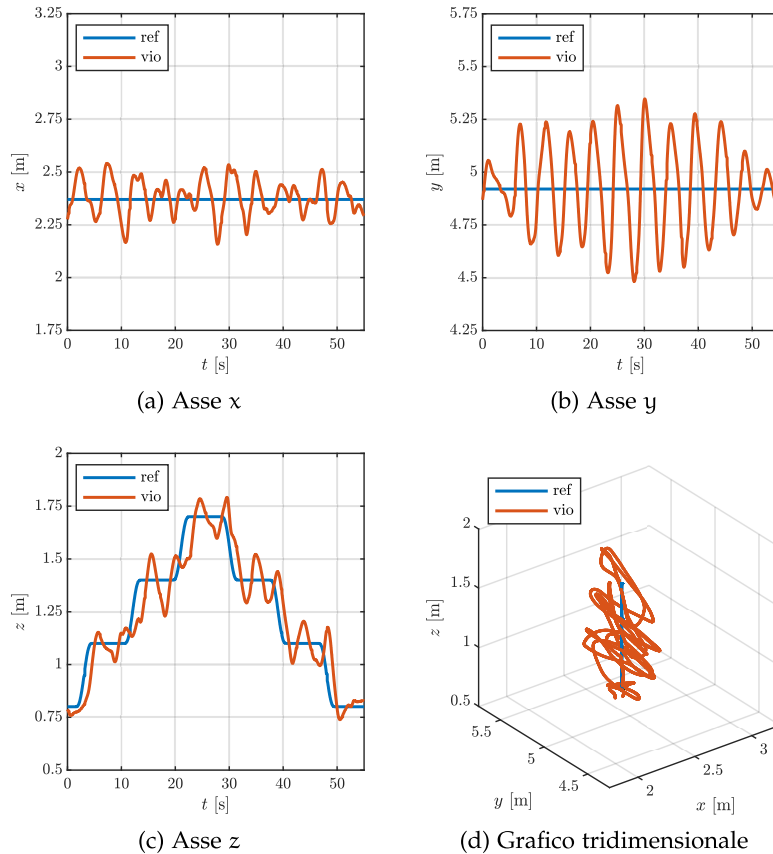 3.25
3
2.75
2.5
2.25
2
1.75
x [m]
ref
vio
0 10 20 30 40 50
t [s]
(a) Asse x
5.75
5.5
5.25
5
4.75
4.5
4.25
y [m]
ref
vio
0 10 20 30 40 50
t [s]
(b) Asse y
2
1.75
1.5
1.25
1
0.75
0.5
z [m]
ref
vio
0 10 20 30 40 50
t [s]
(c) Asse z
ref
vio
2
1.5
1
0.5
z [m]
5.5
5
4.5
y [m]
2
2.5
3
x [m]
(d) Grafico tridimensionale